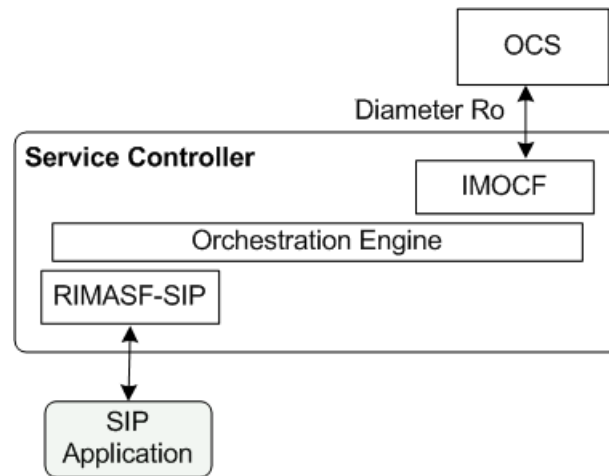 OCS
Diameter Ro
Service Controller
IMOCF
Orchestration Engine
RIMASF-SIP
SIP
Application